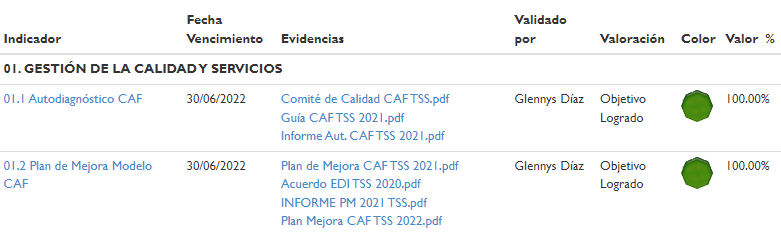 Indicador Fecha Vencimiento Evidencias Validado por Valoración Color Valor %
01. GESTIÓN DE LA CALIDAD Y SERVICIOS
01.1 Autodiagnóstico CAF 30/06/2022 Comité de Calidad CAF TSS.pdf Glennys Díaz Objetivo 100.00%
Guía CAF TSS 2021.pdf Logrado
Informe Aut. CAF TSS 2021.pdf
01.2 Plan de Mejora Modelo 30/06/2022 Plan de Mejora CAF TSS 2021.pdf Glennys Díaz Objetivo 100.00%
CAF Acuerdo EDI TSS 2020.pdf Logrado
INFORME PM 2021 TSS.pdf
Plan Mejora CAF TSS 2022.pdf